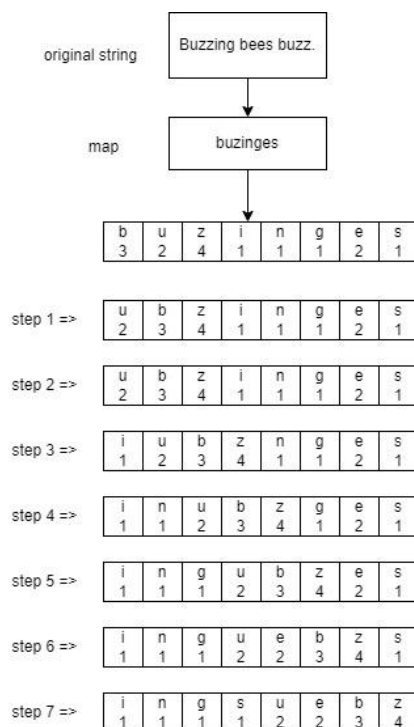 original string
Buzzing bees buzz.
map
buzinges
b u z i n g e s
3 2 4 1 1 1 2 1
step 1 =>
u b z i n g e s
2 3 4 1 1 1 2 1
step 2 =>
u b z i n g e s
2 3 4 1 1 1 2 1
step 3 =>
i u b z n g e s
1 2 3 4 1 1 2 1
step 4 =>
i n u b z g e s
1 1 2 3 4 1 2 1
step 5 =>
i n g u b z e s
1 1 1 2 3 4 2 1
step 6 =>
i n g u e b z s
1 1 1 2 2 3 4 1
step 7 =>
i n g s u e b z
1 1 1 1 2 2 3 4